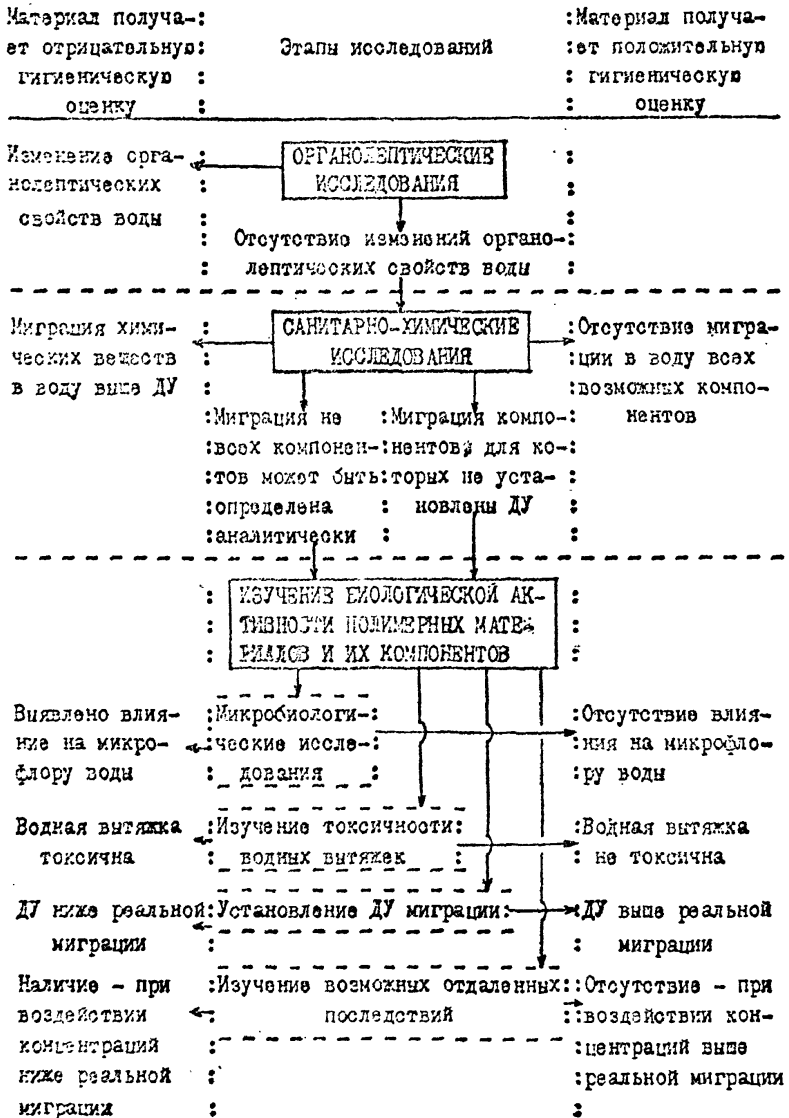 Материал получа-
ет отрицательную
гигиеническую
оценку
Этапы исследований
Материал получа-
ет положительную
гигиеническую
оценку
Изменение орга-
нолептических
свойств воды
ОРГАНОЛЕПТИЧЕСКИЕ
ИССЛЕДОВАНИЯ
Отсутствие изменений органо-
лептических свойств воды
Миграция хими-
ческих веществ
в воду выше ДУ
САНИТАРНО-ХИМИЧЕСКИЕ
ИССЛЕДОВАНИЯ
Отсутствие мигра-
ции в воду всех
возможных компо-
нентов
Миграция не
всех компонен-
тов может быть
определена
аналитически
Миграция компо-
нентов, для ко-
торых не уста-
новлены ДУ
ИЗУЧЕНИЕ БИОЛОГИЧЕСКОЙ АК-
ТИВНОСТИ ПОЛИМЕРНЫХ МАТЕ-
РИАЛОВ И ИХ КОМПОНЕНТОВ
Выявлено влия-
ние на микро-
флору воды
Микробиологи-
ческие иссле-
дования
Отсутствие влия-
ния на микрофло-
ру воды
Водная вытяжка
токсична
Изучение токсичности
водных вытяжек
Водная вытяжка
не токсична
ДУ ниже реальной
миграции
Установление ДУ миграции
ДУ выше реальной
миграции
Наличие - при
воздействии
концентраций
ниже реальной
миграции
Изучение возможных отдаленных
последствий
Отсутствие - при
воздействии кон-
центраций выше
реальной миграции